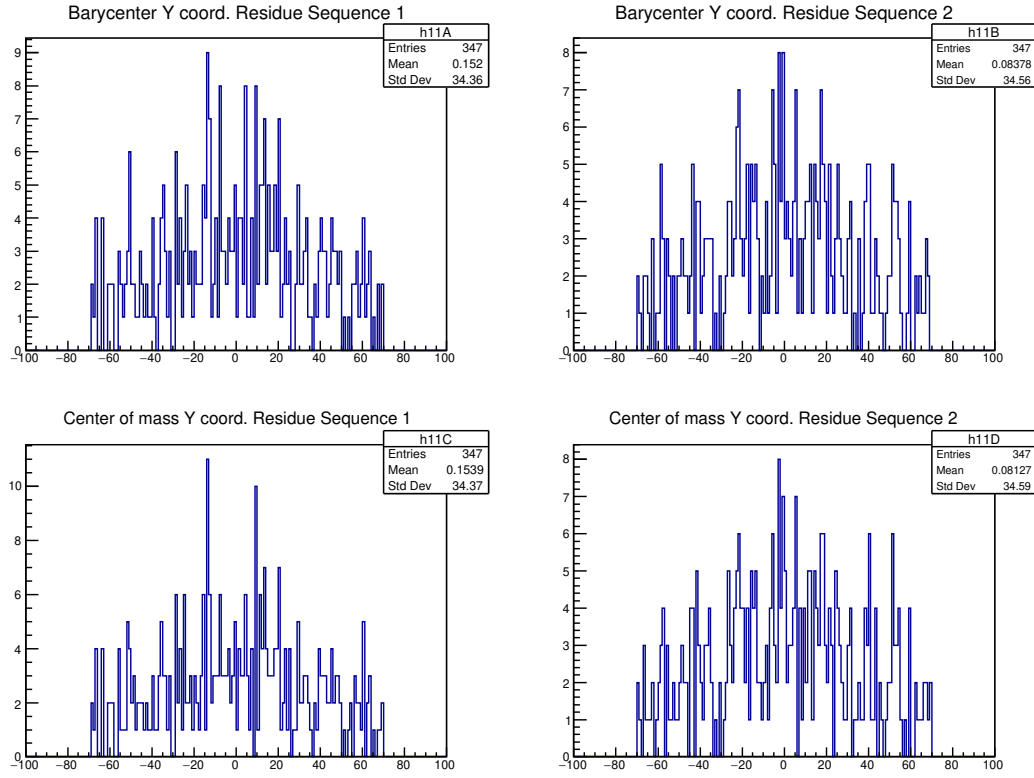 Barycenter Y coord. Residue Sequence 1
h11A
Entries 347
Mean 0.152
Std Dev 34.36
9
8
7
6
5
4
3
2
1
0
−100 −80 −60 −40 −20 0 20 40 60 80 100
Barycenter Y coord. Residue Sequence 2
h11B
Entries 347
Mean 0.08378
Std Dev 34.56
8
7
6
5
4
3
2
1
0
−100 −80 −60 −40 −20 0 20 40 60 80 100
Center of mass Y coord. Residue Sequence 1
h11C
Entries 347
Mean 0.1539
Std Dev 34.37
10
8
6
4
2
0
−100 −80 −60 −40 −20 0 20 40 60 80 100
Center of mass Y coord. Residue Sequence 2
h11D
Entries 347
Mean 0.08127
Std Dev 34.59
8
7
6
5
4
3
2
1
0
−100 −80 −60 −40 −20 0 20 40 60 80 100